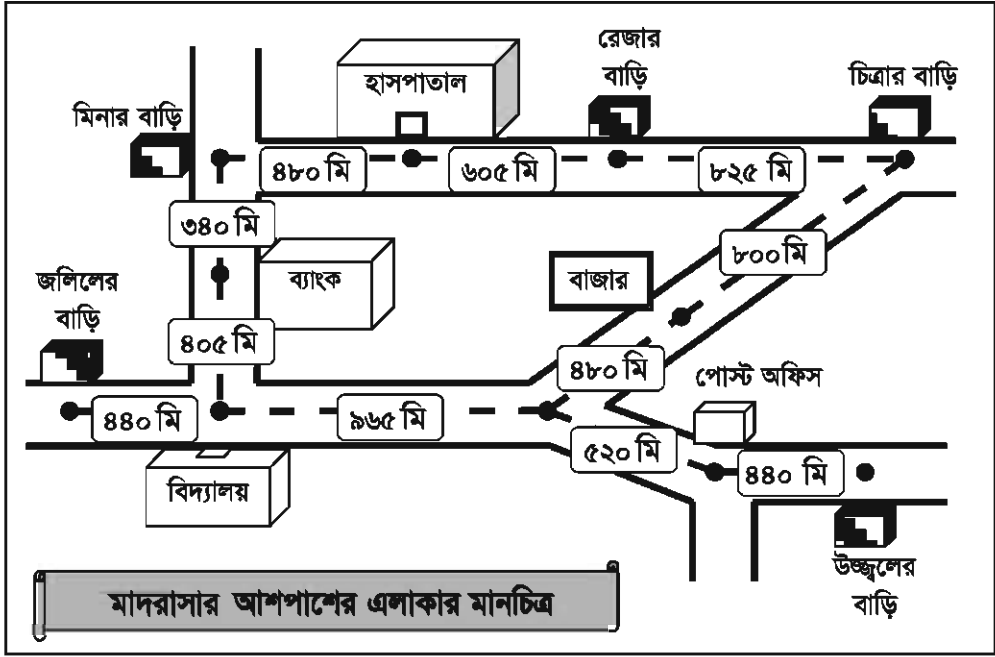 রেজার
বাড়ি
চিত্রার বাড়ি
হাসপাতাল
মিনার বাড়ি
৪৮০ মি
৬০৫ মি
৮২৫ মি
৩৪০ মি
৮০০ মি
জলিলের
বাড়ি
ব্যাংক
বাজার
৪০৫ মি
৪৮০ মি
পোস্ট অফিস
৪৪০ মি
৯৬৫ মি
৫২০ মি
৪৪০ মি
বিদ্যালয়
উজ্জ্বলের
বাড়ি
মাদরাসার আশপাশের এলাকার মানচিত্র